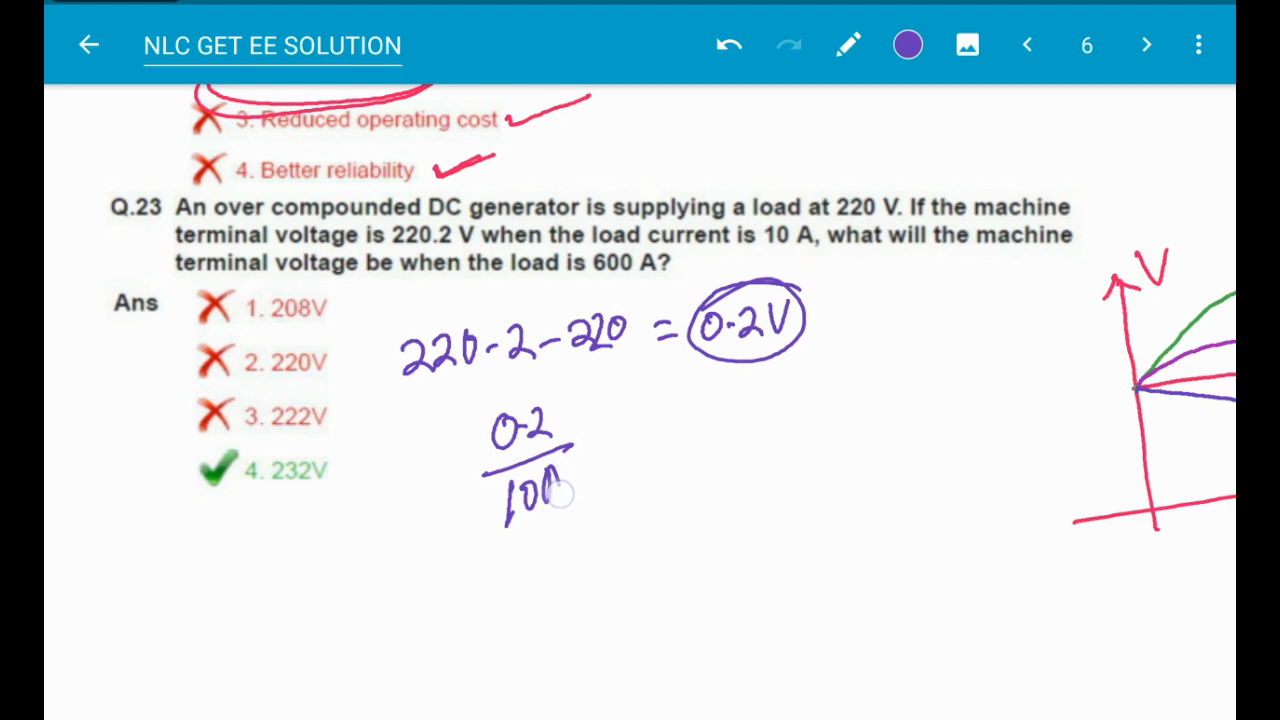 NLC GET EE SOLUTION
6
3. Reduced operating cost
4. Better reliability
Q.23 An over compounded DC generator is supplying a load at 220 V. If the machine
terminal voltage is 220.2 V when the load current is 10 A, what will the machine
terminal voltage be when the load is 600 A?
Ans
1. 208V
2. 220V
3. 222V
4. 232V
220.2 - 220 = 0.2V
0.2
10A
V